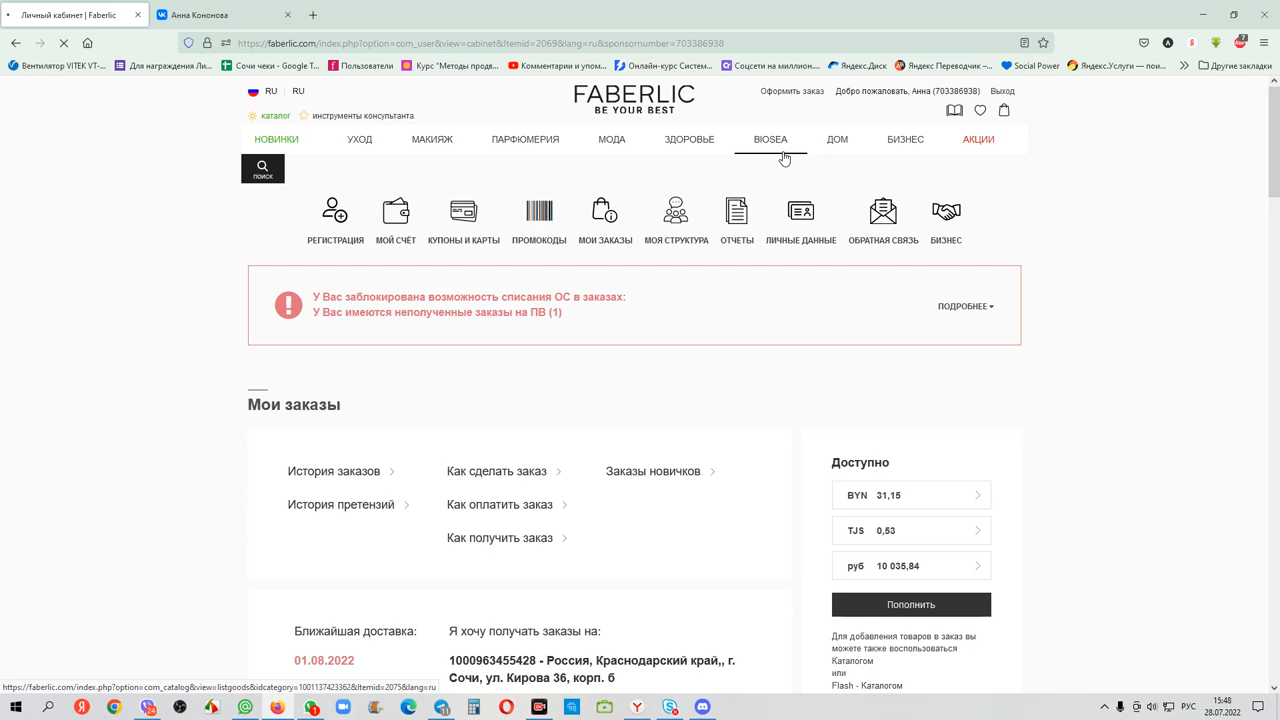 Личный кабинет | Faberlic
Анна Кононова
https://faberlic.com/index.php?option=com_user&view=cabinet&Itemid=2069&lang=ru&sponsornumber=703386938
Вентилятор VITEK VT-...
Для награждения Ли...
Сочи чеки - Google Т...
Пользователи
Курс "Методы продв...
Комментарии и упом...
Онлайн-курс Систем...
Соцсети на миллион....
Яндекс.Диск
Яндекс Переводчик –...
Social Power
Яндекс.Услуги — пои...
Другие закладки
RU RU
FABERLIC
BE YOUR BEST
Оформить заказ Добро пожаловать, Анна (703386938) Выход
каталог инструменты консультанта
НОВИНКИ УХОД МАКИЯЖ ПАРФЮМЕРИЯ МОДА ЗДОРОВЬЕ BIOSEA ДОМ БИЗНЕС АКЦИИ
ПОИСК
РЕГИСТРАЦИЯ МОЙ СЧЁТ КУПОНЫ И КАРТЫ ПРОМОКОДЫ МОИ ЗАКАЗЫ МОЯ СТРУКТУРА ОТЧЕТЫ ЛИЧНЫЕ ДАННЫЕ ОБРАТНАЯ СВЯЗЬ БИЗНЕС
У Вас заблокирована возможность списания ОС в заказах:
У Вас имеются неполученные заказы на ПВ (1)
ПОДРОБНЕЕ
Мои заказы
История заказов Как сделать заказ Заказы новичков
История претензий Как оплатить заказ
Как получить заказ
Доступно
BYN 31,15
TJS 0,53
руб 10 035,84
Пополнить
Для добавления товаров в заказ вы
можете также воспользоваться
Каталогом
или
Flash - Каталогом
Ближайшая доставка: Я хочу получать заказы на:
01.08.2022
1000963455428 - Россия, Краснодарский край,, г.
Сочи, ул. Кирова 36, корп. б
https://faberlic.com/index.php?option=com_catalog&view=listgoods&idcategory=1001137423362&Itemid=2075&lang=ru
РУС
15:48
28.07.2022